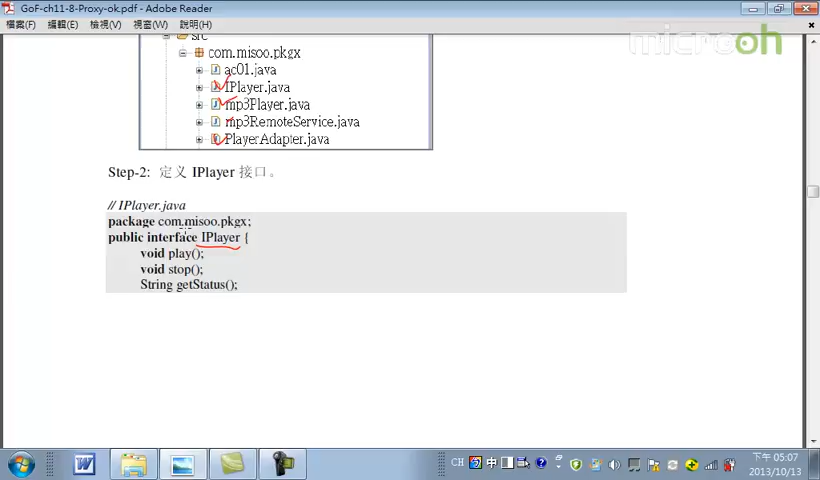 GoF-ch11-8-Proxy-ok.pdf - Adobe Reader
檔案(F) 編輯(E) 檢視(V) 視窗(W) 說明(H)
microoh
src
com.misoo.pkgx
ac01.java
IPlayer.java
mp3Player.java
mp3RemoteService.java
PlayerAdapter.java
Step-2: 定义 IPlayer 接口。
// IPlayer.java
package com.misoo.pkgx;
public interface IPlayer {
void play();
void stop();
String getStatus();
CH 中
下午 05:07
2013/10/13